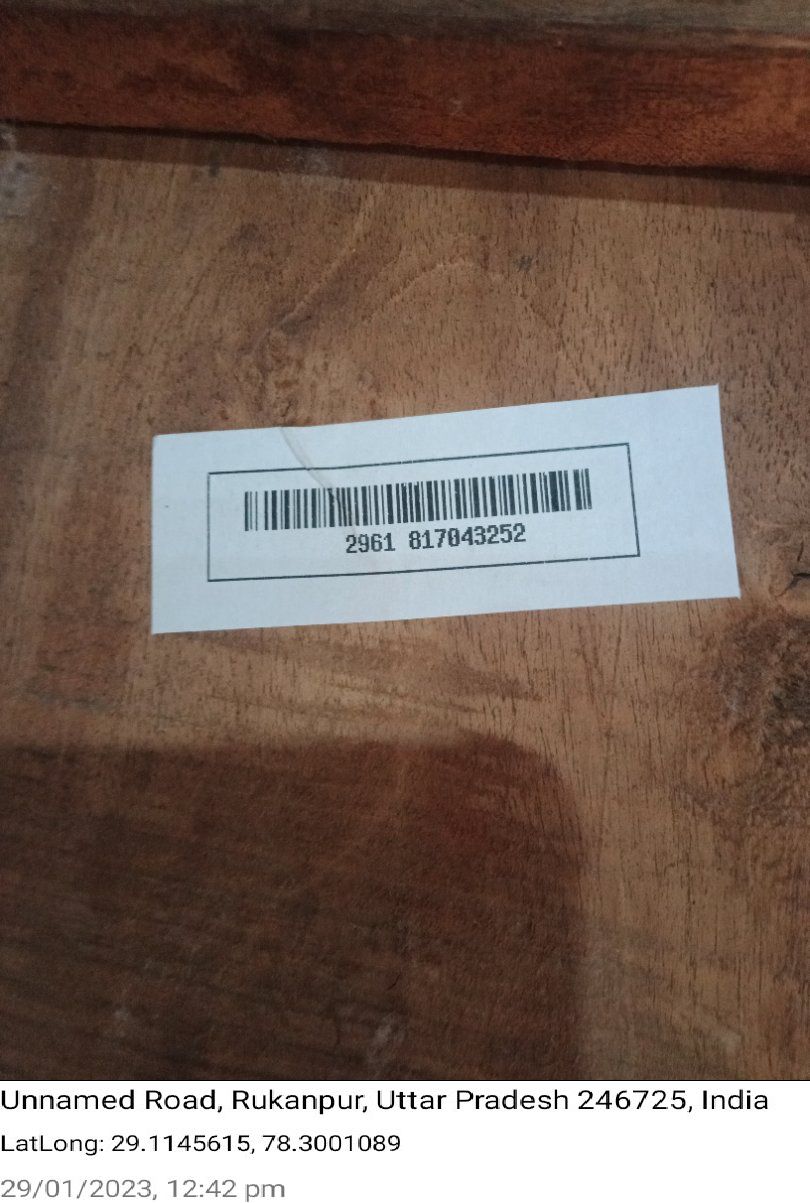 2961 817043252
Unnamed Road, Rukanpur, Uttar Pradesh 246725, India
LatLong: 29.1145615, 78.3001089
29/01/2023, 12:42 pm